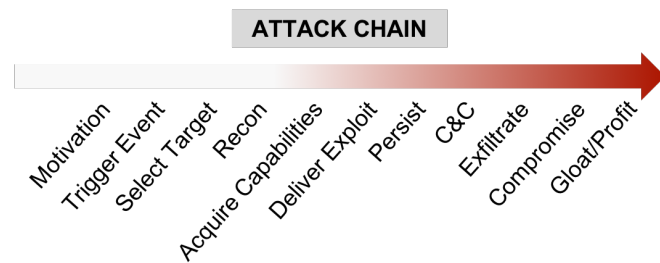 ATTACK CHAIN
Motivation
Trigger Event
Select Target
Recon
Acquire Capabilities
Deliver Exploit
Persist
C&C
Exfiltrate
Compromise
Gloat/Profit